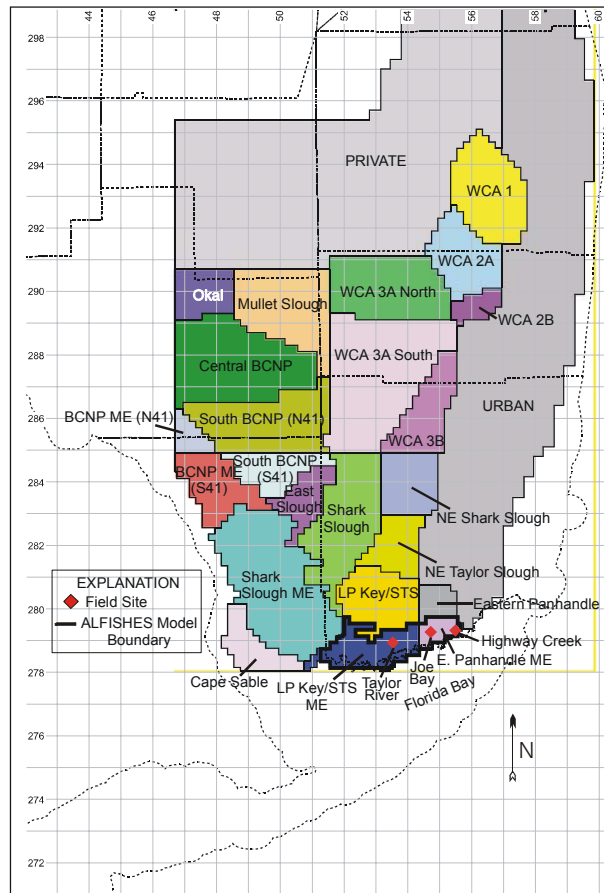 44 46 48 50 52 54 56 58 60
298
296
294
PRIVATE
WCA 1
292
WCA 2A
290
Okal
Mullet Slough
WCA 3A North
WCA 2B
288
Central BCNP
WCA 3A South
URBAN
286
BCNP ME (N41)
South BCNP (N41)
WCA 3B
284
BCNP ME
(S41)
South BCNP
(S41)
East
Slough
Shark
Slough
NE Shark Slough
282
NE Taylor Slough
EXPLANATION
Field Site
ALFISHES Model
Boundary
Shark
Slough ME
LP Key/STS
280
Eastern Panhandle
Highway Creek
E. Panhandle ME
278
Cape Sable
LP Key/STS
ME
Taylor
River
Joe
Bay
Florida Bay
276
N
274
272